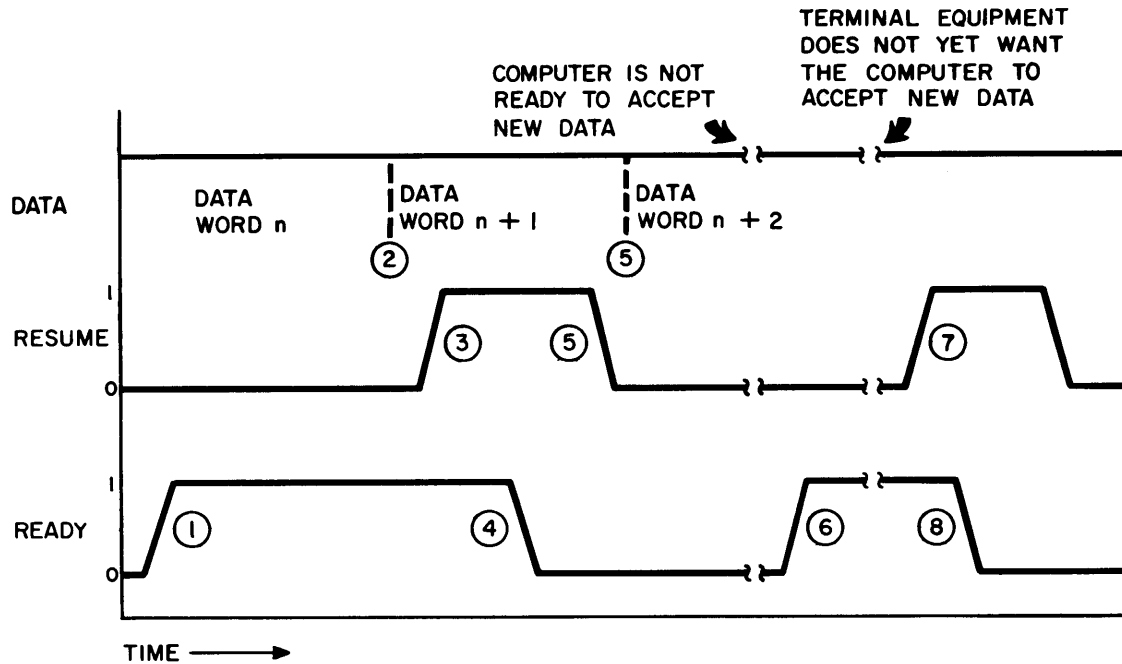 TERMINAL EQUIPMENT
DOES NOT YET WANT
THE COMPUTER TO
ACCEPT NEW DATA
COMPUTER IS NOT
READY TO ACCEPT
NEW DATA
DATA
DATA
WORD n
DATA
WORD n + 1
DATA
WORD n + 2
2
5
RESUME
1
0
3
5
7
READY
1
0
1
4
6
8
TIME